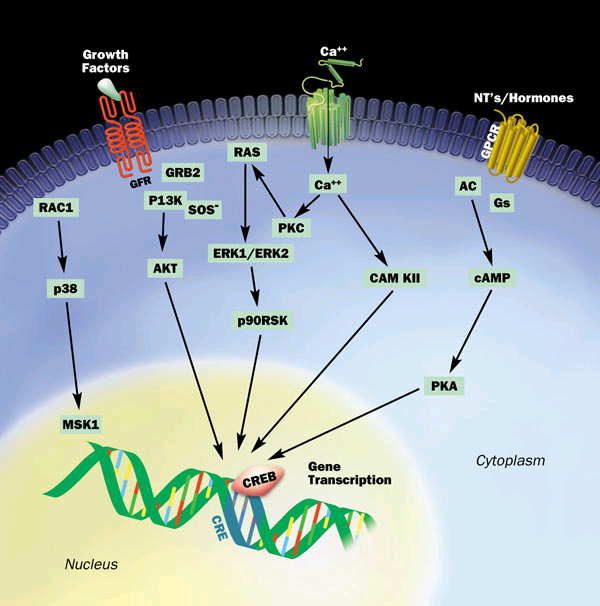 Growth
Factors
Ca++
NT's/Hormones
GPCR
GFR
RAS
GRB2
P13K
SOS-
RAC1
Ca++
AC
Gs
PKC
ERK1/ERK2
AKT
p38
CAM KII
cAMP
p90RSK
PKA
MSK1
Cytoplasm
Gene
Transcription
CREB
CRE
Nucleus